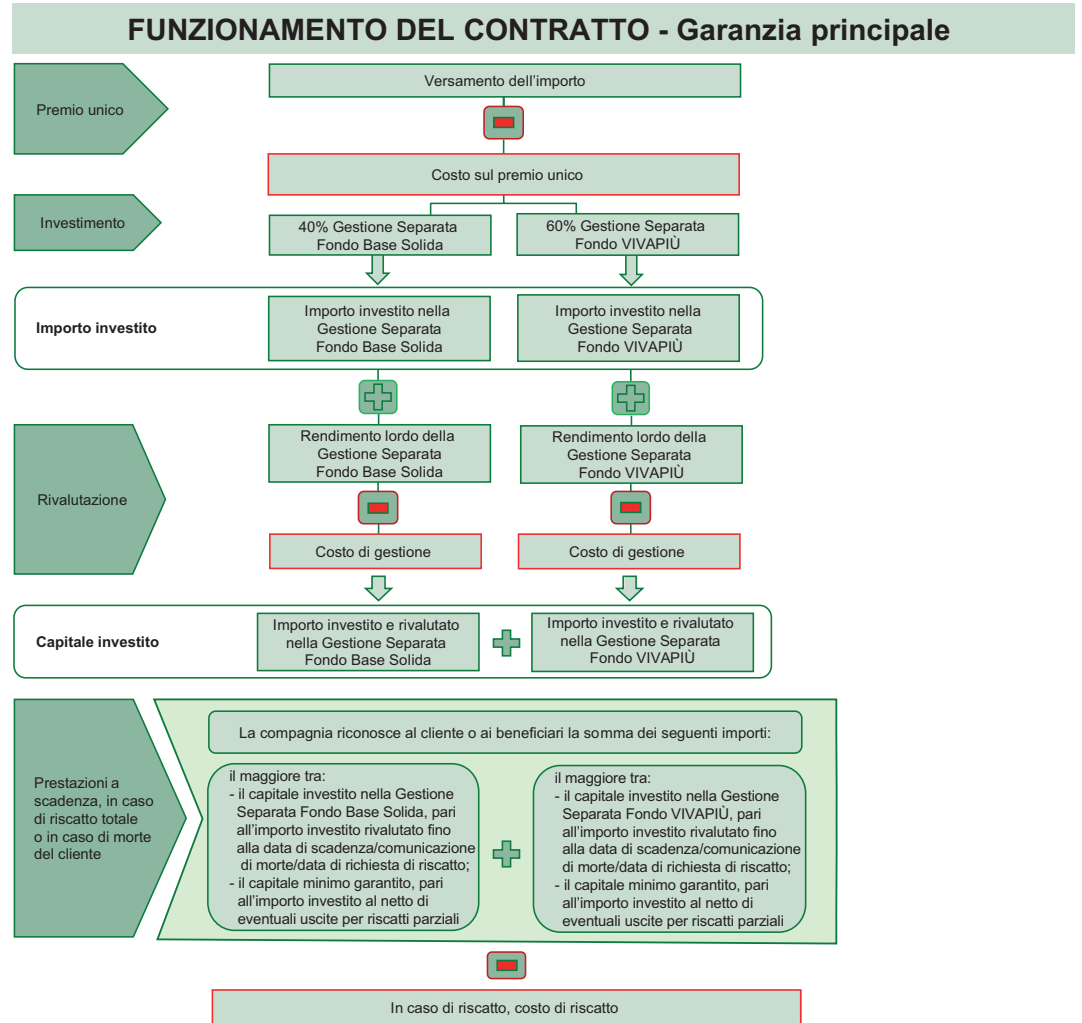 FUNZIONAMENTO DEL CONTRATTO - Garanzia principale
Premio unico
Versamento dell'importo
Costo sul premio unico
Investimento
40% Gestione Separata
Fondo Base Solida
60% Gestione Separata
Fondo VIVAPIÙ
Importo investito
Importo investito nella
Gestione Separata
Fondo Base Solida
Importo investito nella
Gestione Separata
Fondo VIVAPIÙ
Rivalutazione
Rendimento lordo della
Gestione Separata
Fondo Base Solida
Rendimento lordo della
Gestione Separata
Fondo VIVAPIÙ
Costo di gestione
Costo di gestione
Capitale investito
Importo investito e rivalutato
nella Gestione Separata
Fondo Base Solida
Importo investito e rivalutato
nella Gestione Separata
Fondo VIVAPIÙ
Prestazioni a
scadenza, in caso
di riscatto totale
o in caso di morte
del cliente
La compagnia riconosce al cliente o ai beneficiari la somma dei seguenti importi:
il maggiore tra:
- il capitale investito nella Gestione
Separata Fondo Base Solida, pari
all'importo investito rivalutato fino
alla data di scadenza/comunicazione
di morte/data di richiesta di riscatto;
- il capitale minimo garantito, pari
all'importo investito al netto di
eventuali uscite per riscatti parziali
il maggiore tra:
- il capitale investito nella Gestione
Separata Fondo VIVAPIÙ, pari
all'importo investito rivalutato fino
alla data di scadenza/comunicazione
di morte/data di richiesta di riscatto;
- il capitale minimo garantito, pari
all'importo investito al netto di
eventuali uscite per riscatti parziali
In caso di riscatto, costo di riscatto